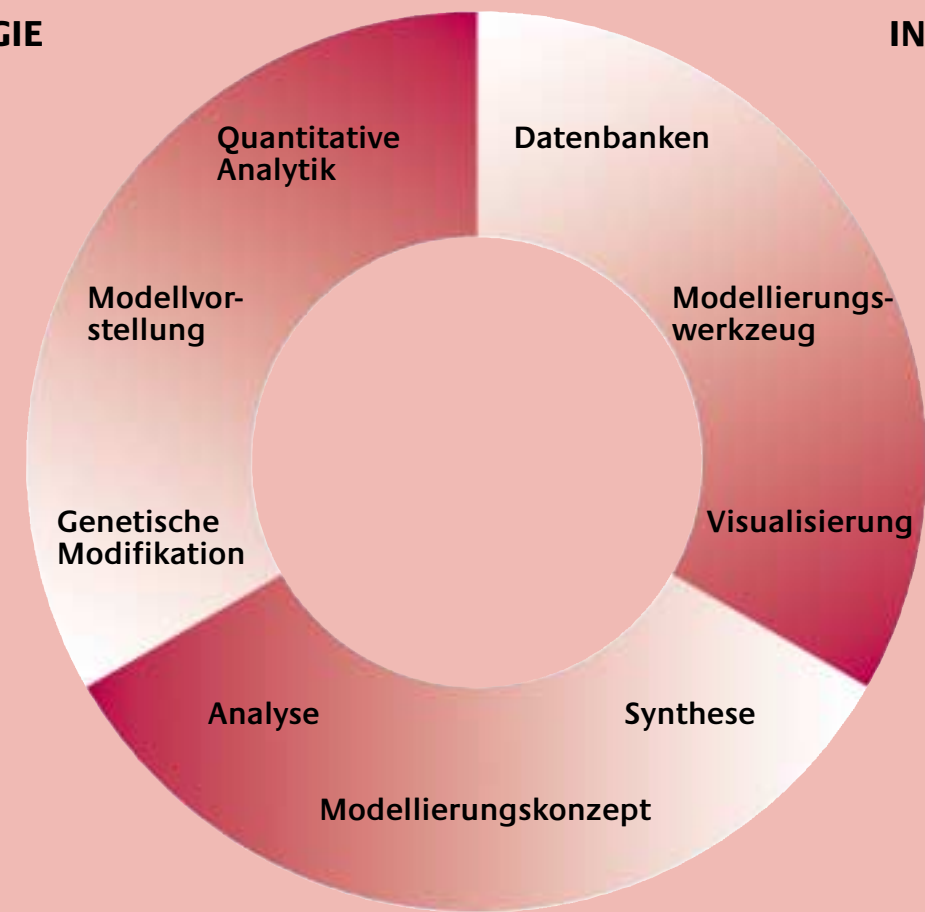 GIE
IN
Quantitative
Analytik
Datenbanken
Modellvor-
stellung
Modellierungs-
werkzeug
Genetische
Modifikation
Visualisierung
Analyse
Synthese
Modellierungskonzept